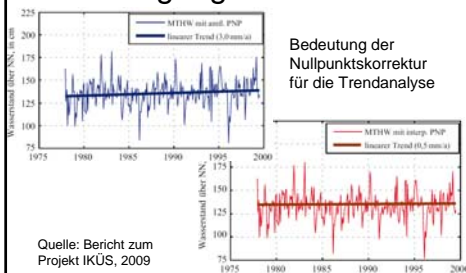 225
200
175
150
125
100
75
1975
1980
1985
1990
1995
2000
Wasserstand über NN, in cm
MTHW mit amtl. PNP
linearer Trend (3,0 mm/a)
Bedeutung der
Nullpunktskorrektur
für die Trendanalyse
175
150
125
100
75
1975
1980
1985
1990
1995
2000
Wasserstand über NN,
MTHW mit interp. PNP
linearer Trend (0,5 mm/a)
Quelle: Bericht zum
Projekt IKÜS, 2009